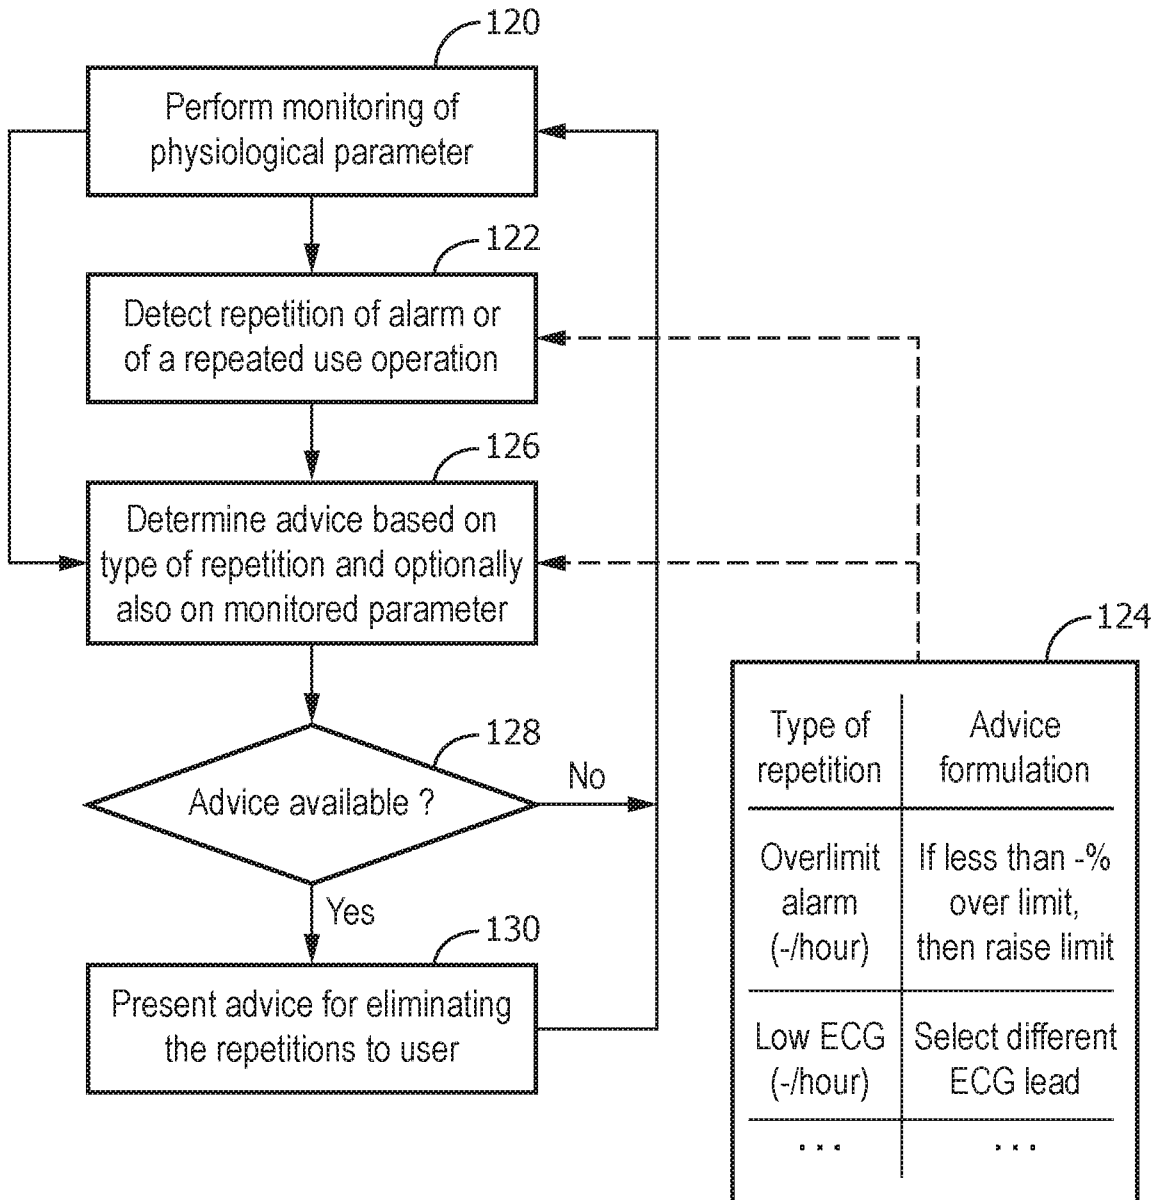 120
Perform monitoring of
physiological parameter
122
Detect repetition of alarm or
of a repeated use operation
126
Determine advice based on
type of repetition and optionally
also on monitored parameter
128
Advice available ?
No
Yes
130
Present advice for eliminating
the repetitions to user
124
Type of
repetition
Advice
formulation
Overlimit
alarm
(-/hour)
If less than -%
over limit,
then raise limit
Low ECG
(-/hour)
Select different
ECG lead
...
...